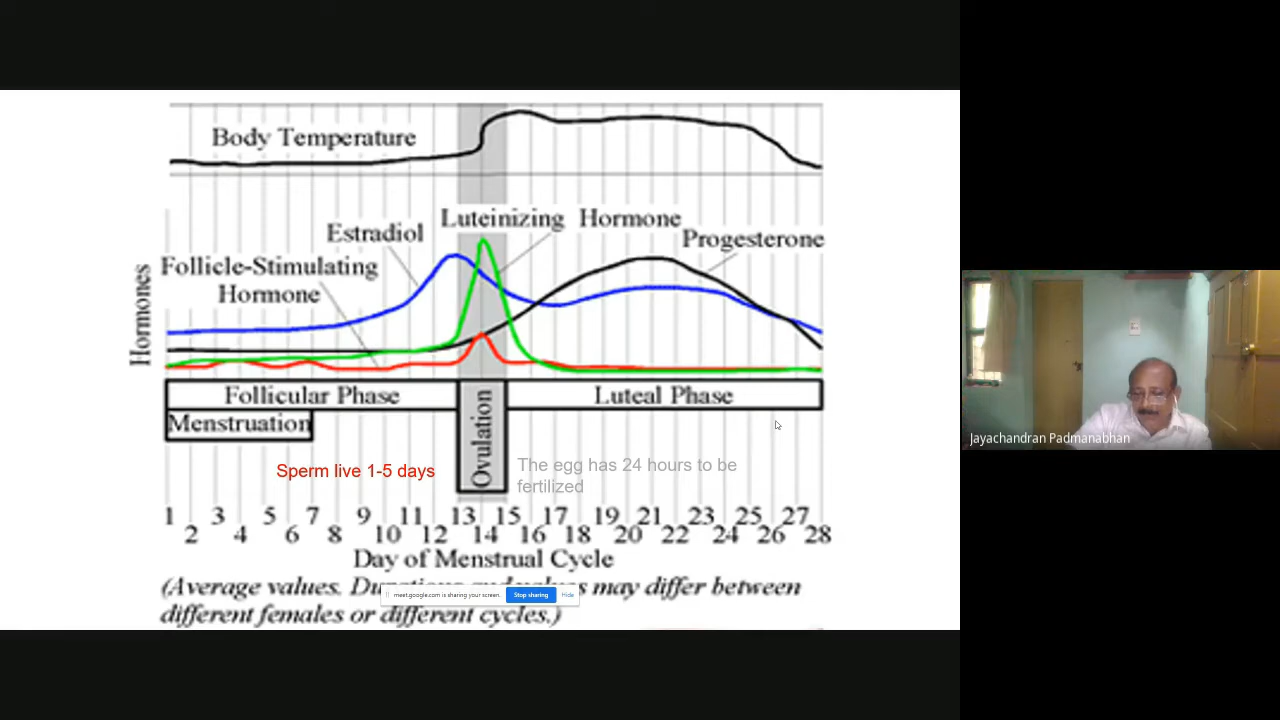 Body Temperature
Luteinizing Hormone
Estradiol
Progesterone
Follicle-Stimulating
Hormone
Hormones
Follicular Phase
Luteal Phase
Menstruation
Ovulation
Sperm live 1-5 days
The egg has 24 hours to be
fertilized
1 3 5 7 9 11 13 15 17 19 21 23 25 27
2 4 6 8 10 12 14 16 18 20 22 24 26 28
Day of Menstrual Cycle
(Average values. may differ between
different females or different cycles.)
meet.google.com is sharing your screen. Stop sharing Hide
Jayachandran Padmanabhan